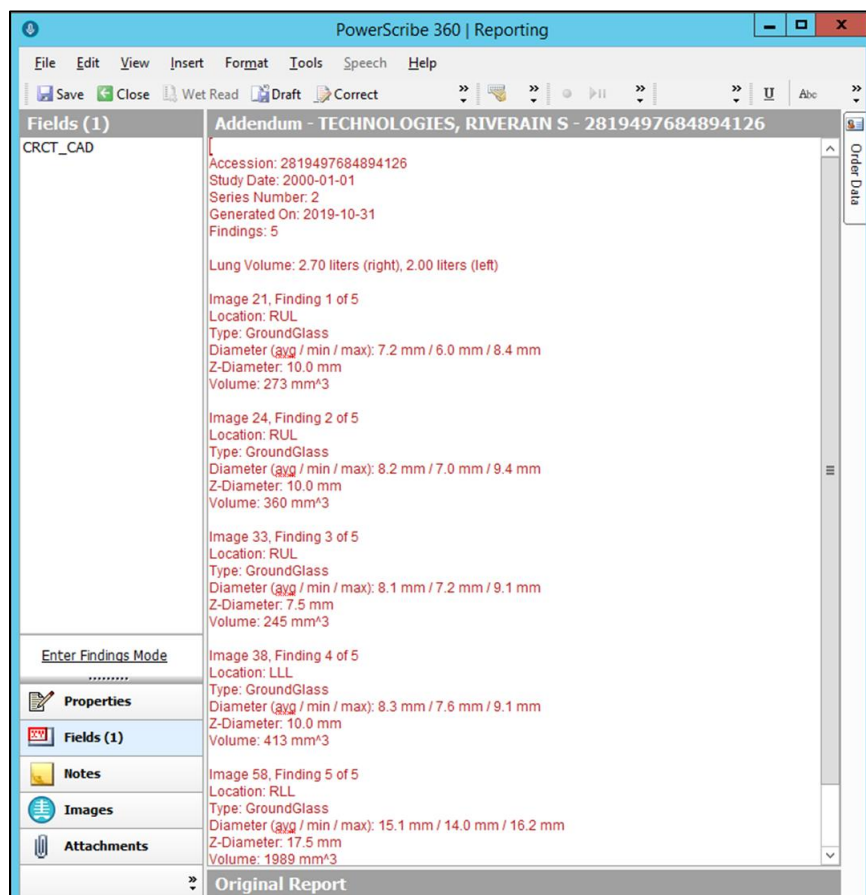 PowerScribe 360 | Reporting
File Edit View Insert Format Tools Speech Help
Save Close Wet Read Draft Correct U Abc
Fields (1)
CRCT_CAD
Addendum - TECHNOLOGIES, RIVERAIN S - 2819497684894126
Order Data
[
Accession: 2819497684894126
Study Date: 2000-01-01
Series Number: 2
Generated On: 2019-10-31
Findings: 5
Lung Volume: 2.70 liters (right), 2.00 liters (left)
Image 21, Finding 1 of 5
Location: RUL
Type: GroundGlass
Diameter (avg / min / max): 7.2 mm / 6.0 mm / 8.4 mm
Z-Diameter: 10.0 mm
Volume: 273 mm^3
Image 24, Finding 2 of 5
Location: RUL
Type: GroundGlass
Diameter (avg / min / max): 8.2 mm / 7.0 mm / 9.4 mm
Z-Diameter: 10.0 mm
Volume: 360 mm^3
Image 33, Finding 3 of 5
Location: RUL
Type: GroundGlass
Diameter (avg / min / max): 8.1 mm / 7.2 mm / 9.1 mm
Z-Diameter: 7.5 mm
Volume: 245 mm^3
Image 38, Finding 4 of 5
Location: LLL
Type: GroundGlass
Diameter (avg / min / max): 8.3 mm / 7.6 mm / 9.1 mm
Z-Diameter: 10.0 mm
Volume: 413 mm^3
Image 58, Finding 5 of 5
Location: RLL
Type: GroundGlass
Diameter (avg / min / max): 15.1 mm / 14.0 mm / 16.2 mm
Z-Diameter: 17.5 mm
Volume: 1989 mm^3
Enter Findings Mode
Properties
Fields (1)
Notes
Images
Attachments
Original Report